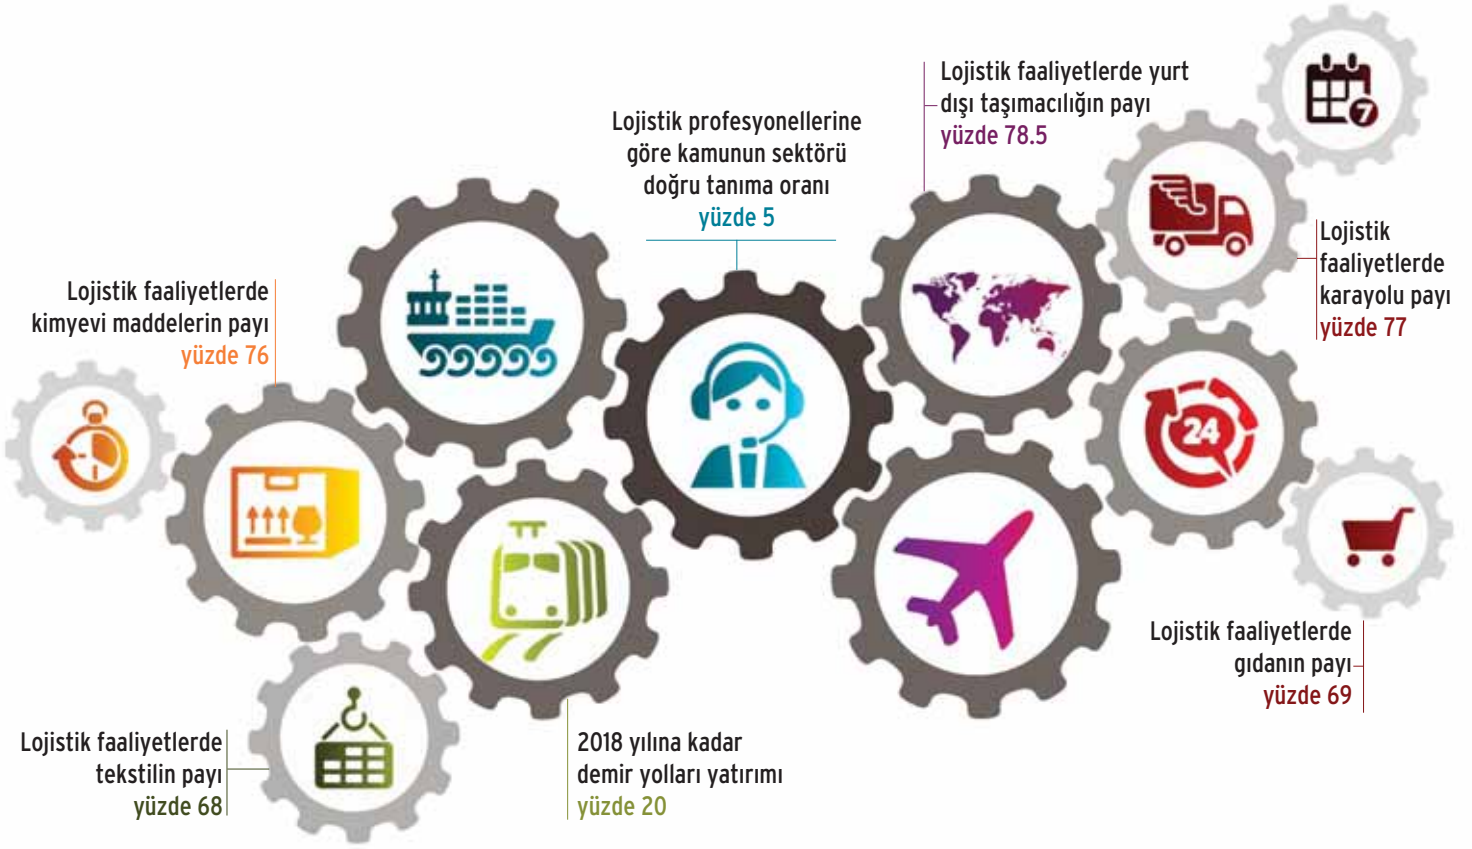 Lojistik faaliyetlerde yurt
dışı taşımacılığın payı
yüzde 78.5
7
Lojistik profesyonellerine
göre kamunun sektörü
doğru tanıma oranı
yüzde 5
Lojistik
faaliyetlerde
karayolu payı
yüzde 77
Lojistik faaliyetlerde
kimyevi maddelerin payı
yüzde 76
24
Lojistik faaliyetlerde
gıdanın payı
yüzde 69
Lojistik faaliyetlerde
tekstilin payı
yüzde 68
2018 yılına kadar
demir yolları yatırımı
yüzde 20